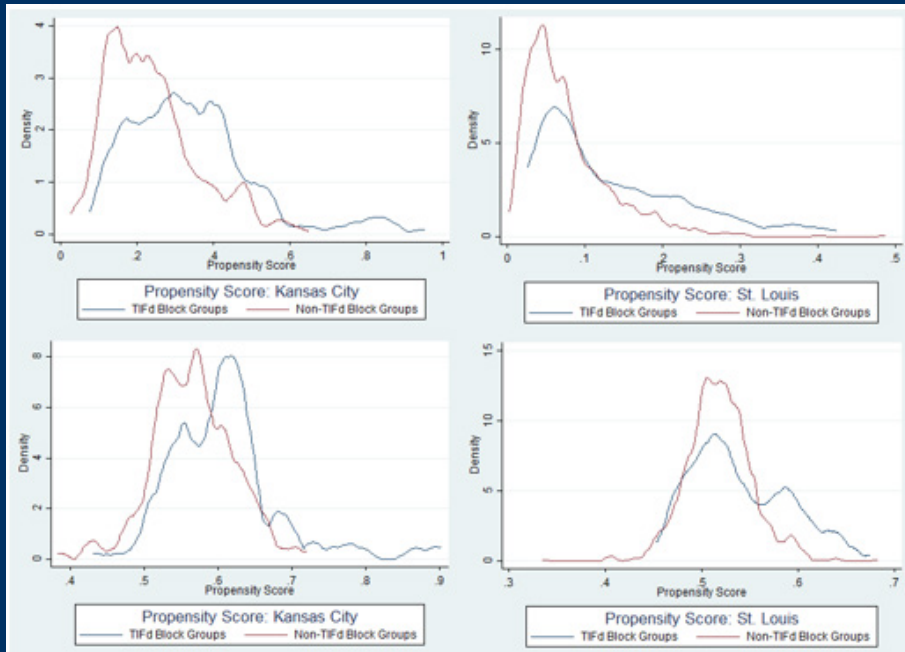 4
3
2
1
0
Density
0 .2 .4 .6 .8 1
Propensity Score
Propensity Score: Kansas City
TIFd Block Groups Non-TIFd Block Groups
10
5
0
Density
0 .1 .2 .3 .4 .5
Propensity Score
Propensity Score: St. Louis
TIFd Block Groups Non-TIFd Block Groups
8
6
4
2
0
Density
.4 .5 .6 .7 .8 .9
Propensity Score
Propensity Score: Kansas City
TIFd Block Groups Non-TIFd Block Groups
15
10
5
0
Density
.3 .4 .5 .6 .7
Propensity Score
Propensity Score: St. Louis
TIFd Block Groups Non-TIFd Block Groups